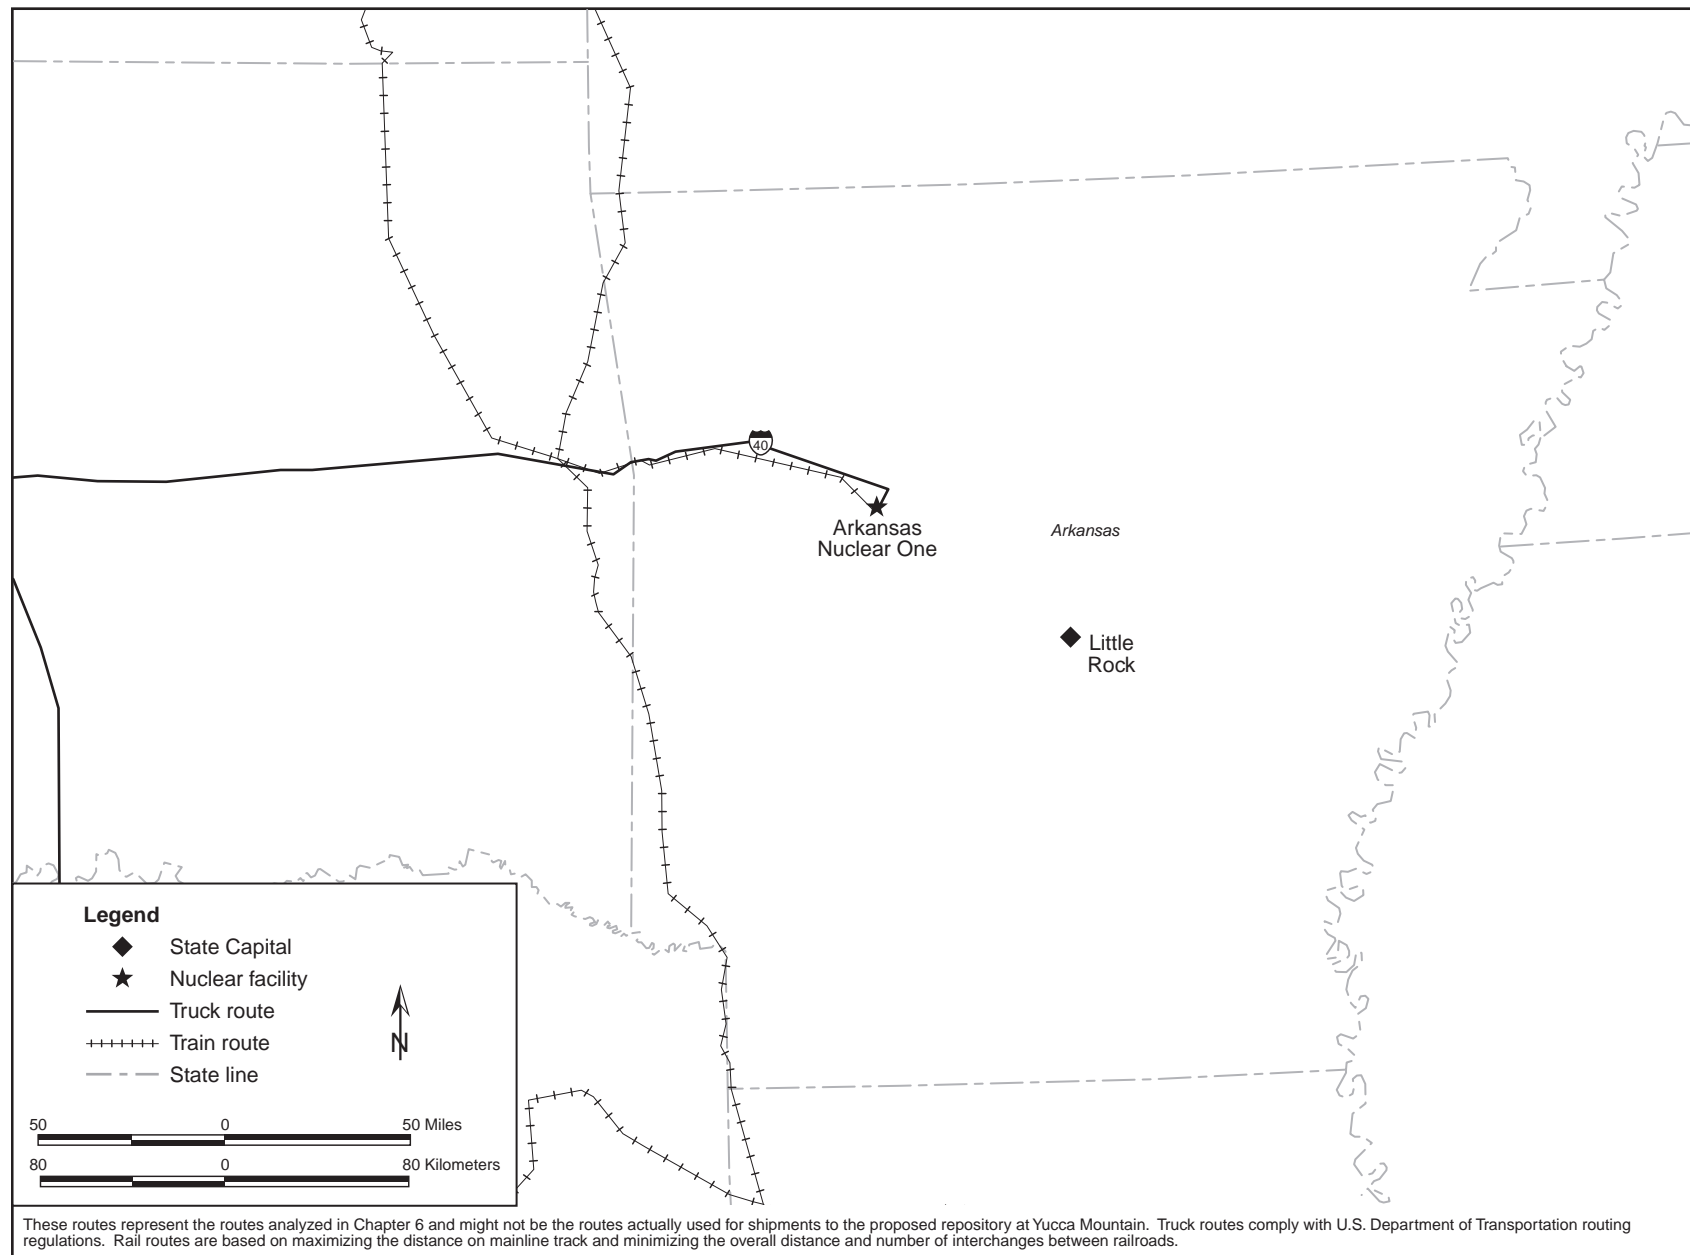 40
Arkansas
Nuclear One
Arkansas
Little
Rock
Legend
State Capital
Nuclear facility
Truck route
Train route
State line
N
50 0 50 Miles
80 0 80 Kilometers
These routes represent the routes analyzed in Chapter 6 and might not be the routes actually used for shipments to the proposed repository at Yucca Mountain. Truck routes comply with U.S. Department of Transportation routing
regulations. Rail routes are based on maximizing the distance on mainline track and minimizing the overall distance and number of interchanges between railroads.